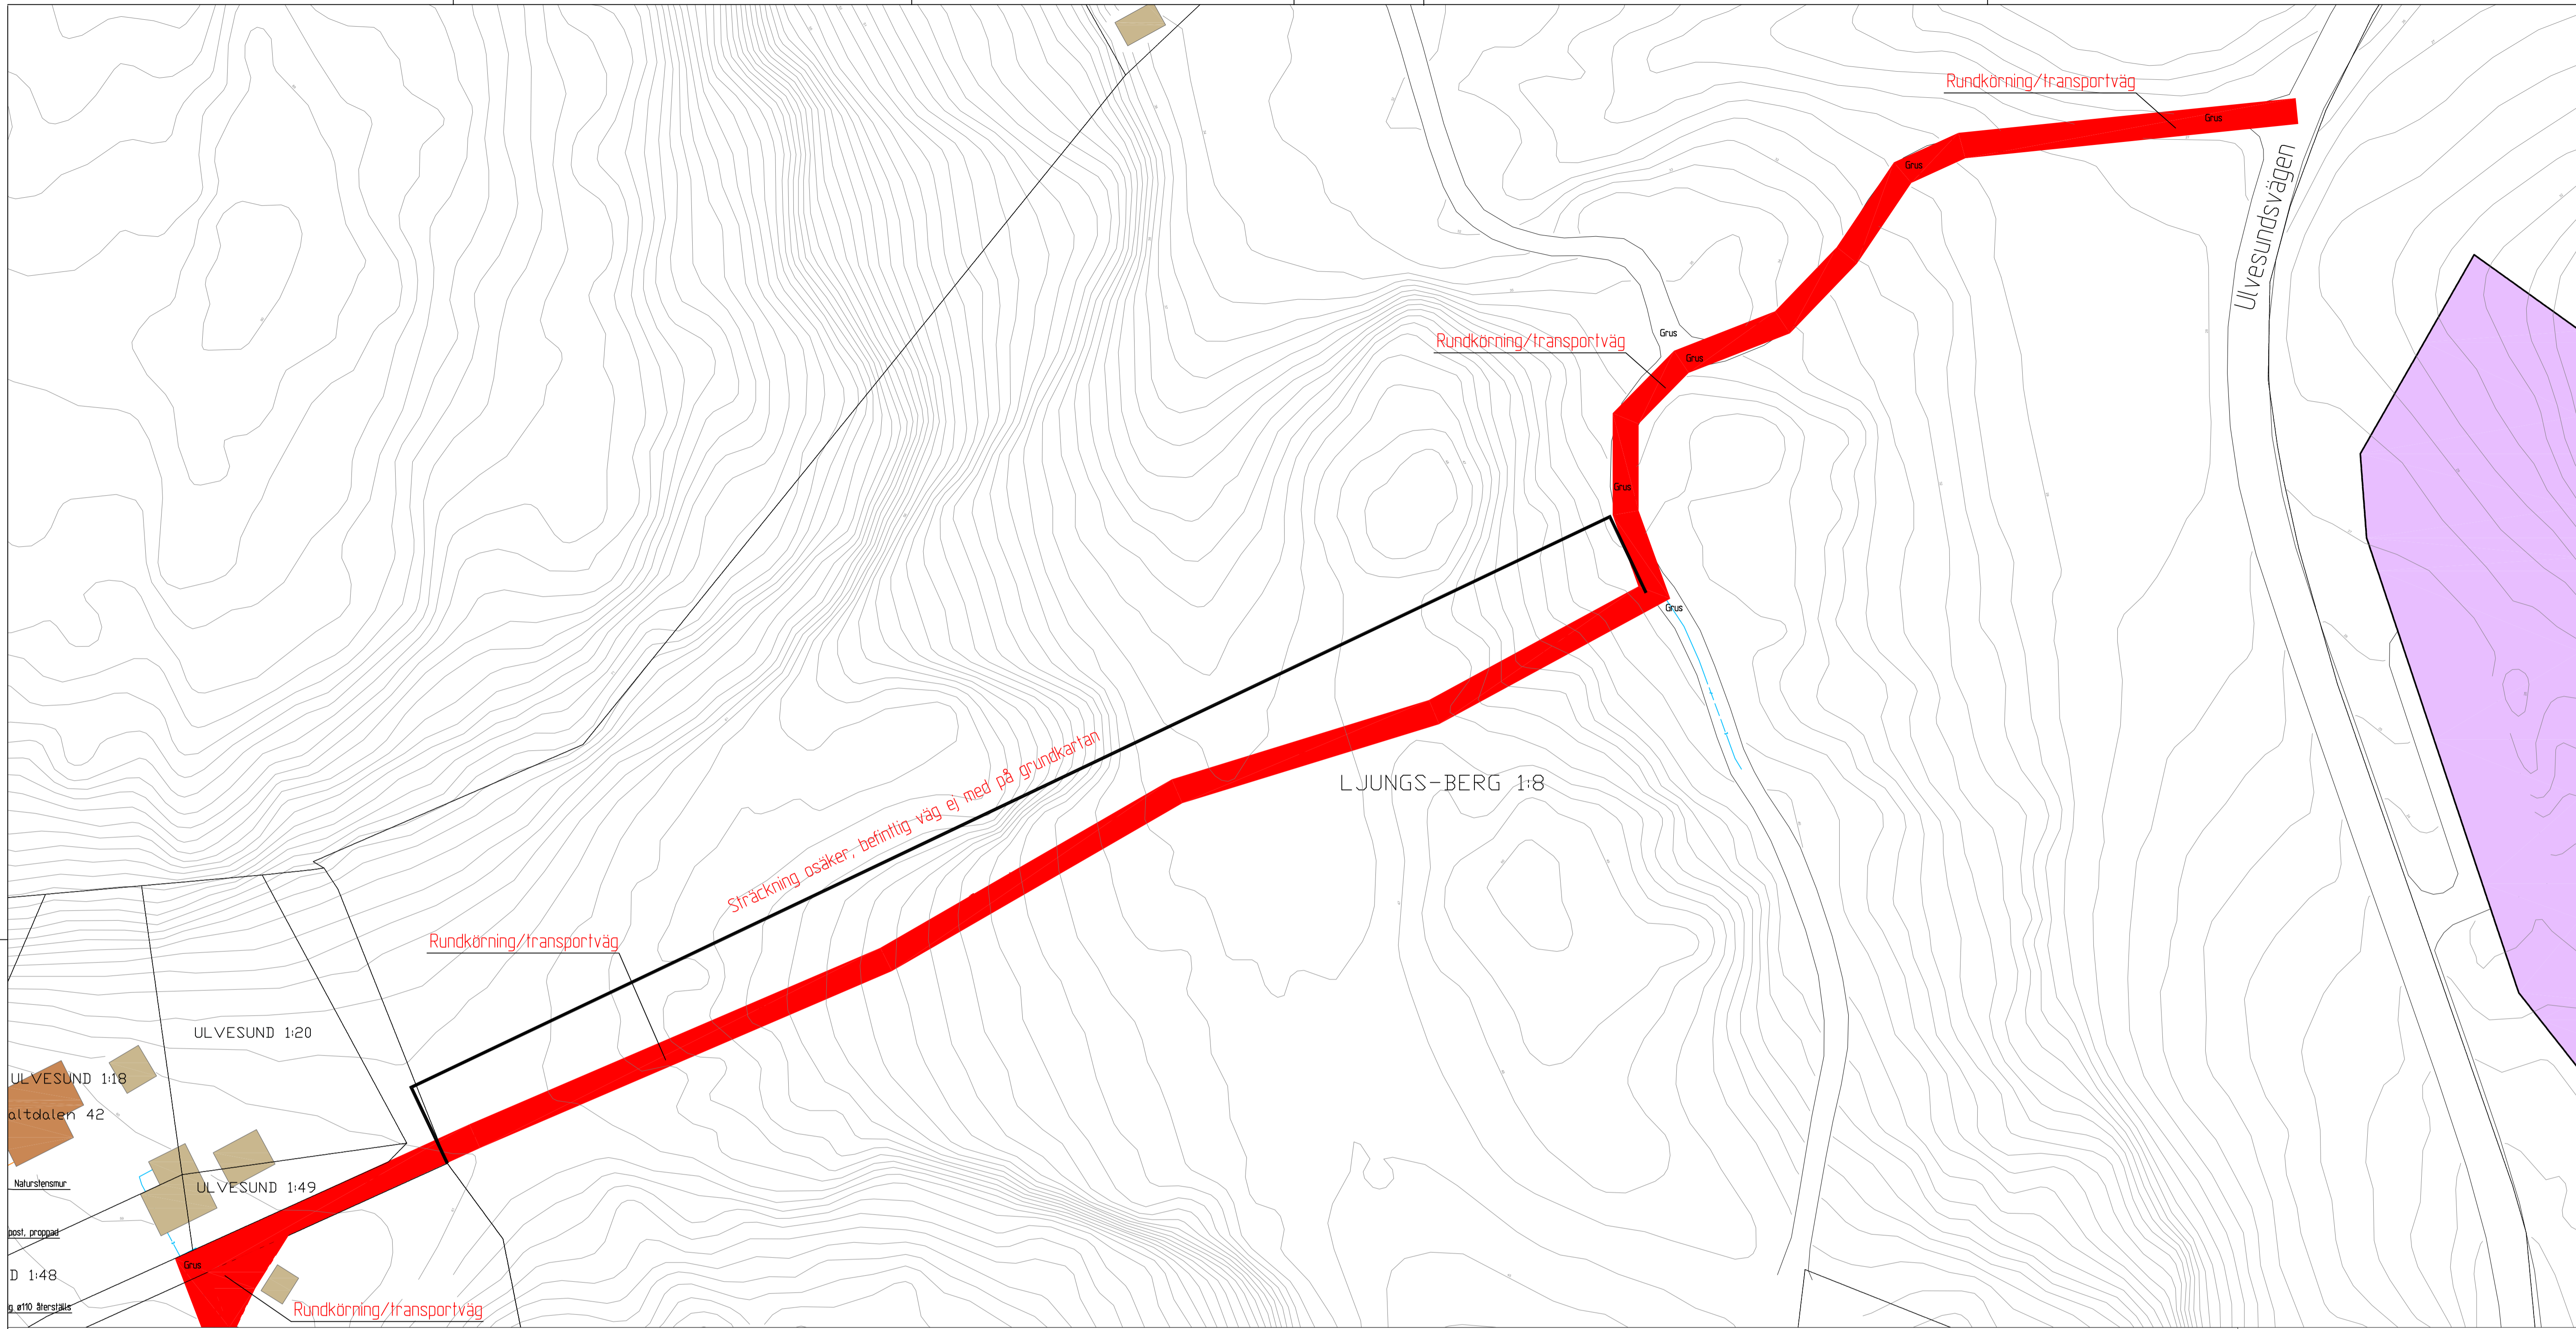 Rundkörning/transportväg
Grus
Ulvesundsvägen
Grus
Grus
Rundkörning/transportväg
Grus
Grus
Grus
LJUNGS-BERG 1:8
Sträckning osäker, befintlig väg ej med på grundkartan
Rundkörning/transportväg
ULVESUND 1:20
ULVESUND 1:18
altdalen 42
Naturstensmur
ULVESUND 1:49
post, proppad
Grus
D 1:48
g ø110 återställs
Rundkörning/transportväg